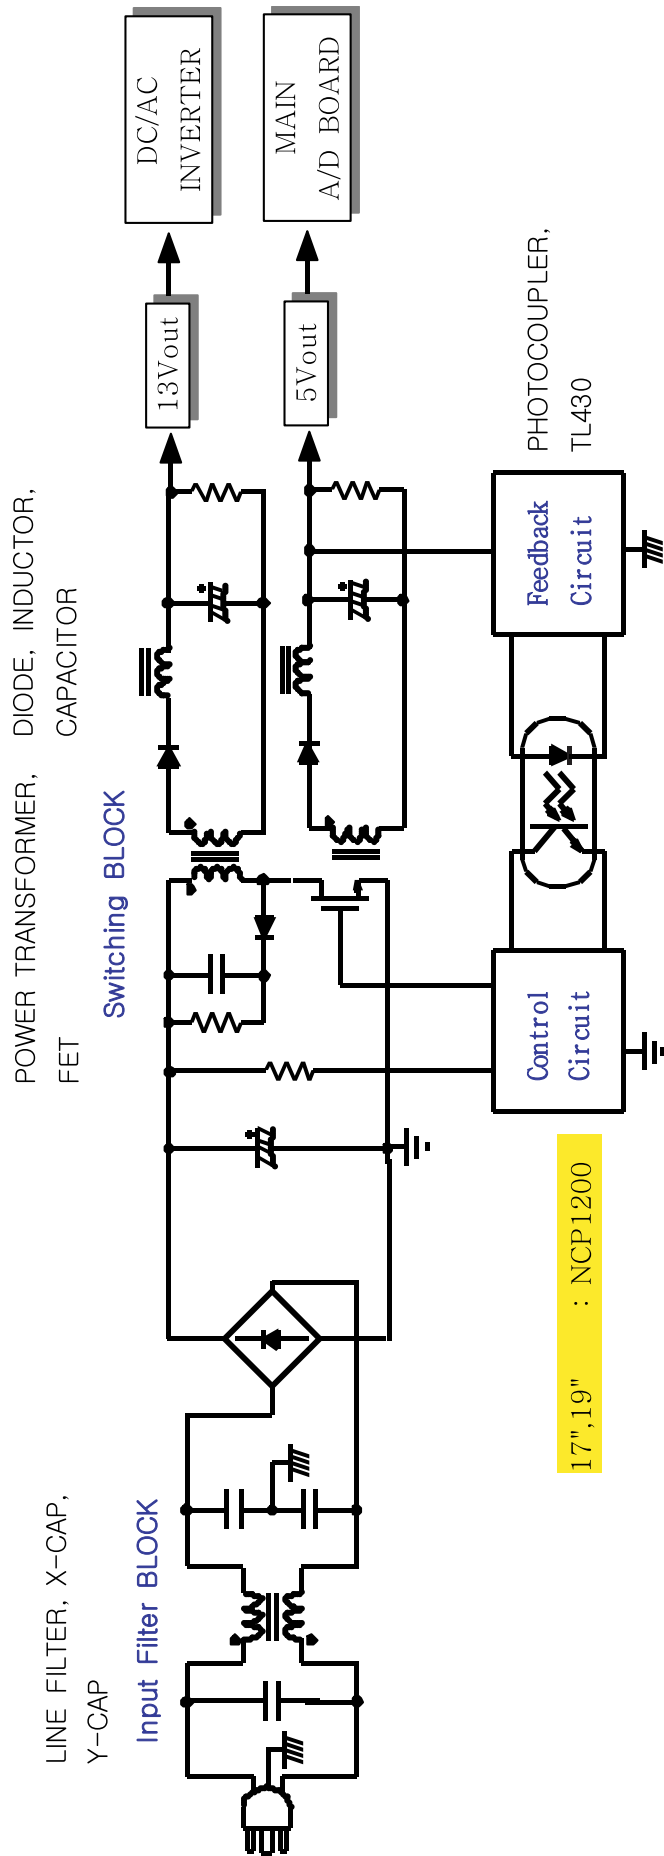 LINE FILTER, X-CAP,
Y-CAP
Input Filter BLOCK
POWER TRANSFORMER, DIODE, INDUCTOR,
FET CAPACITOR
Switching BLOCK
13Vout
DC/AC
INVERTER
5Vout
MAIN
A/D BOARD
Control
Circuit
Feedback
Circuit
PHOTOCOUPLER,
TL430
17",19" : NCP1200